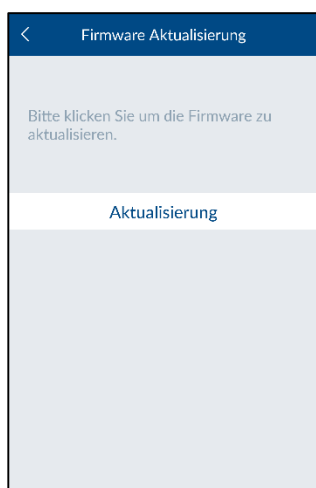 Firmware Aktualisierung
Bitte klicken Sie um die Firmware zu
aktualisieren.
Aktualisierung